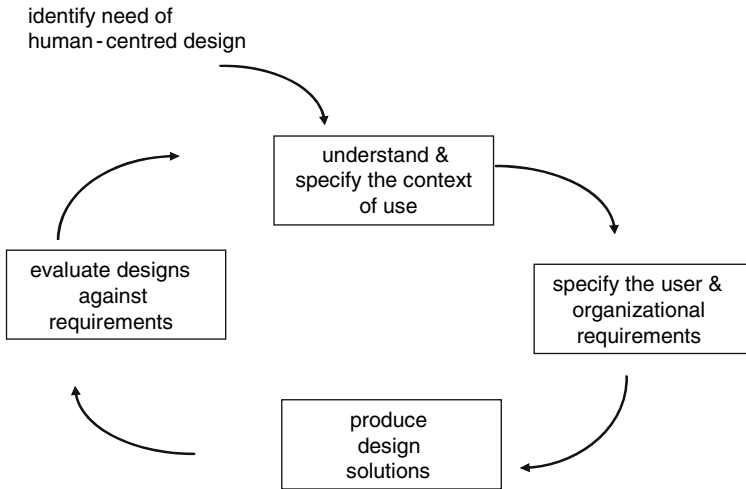 identify need of
human-centred design
understand &
specify the context
of use
specify the user &
organizational
requirements
produce
design
solutions
evaluate designs
against
requirements